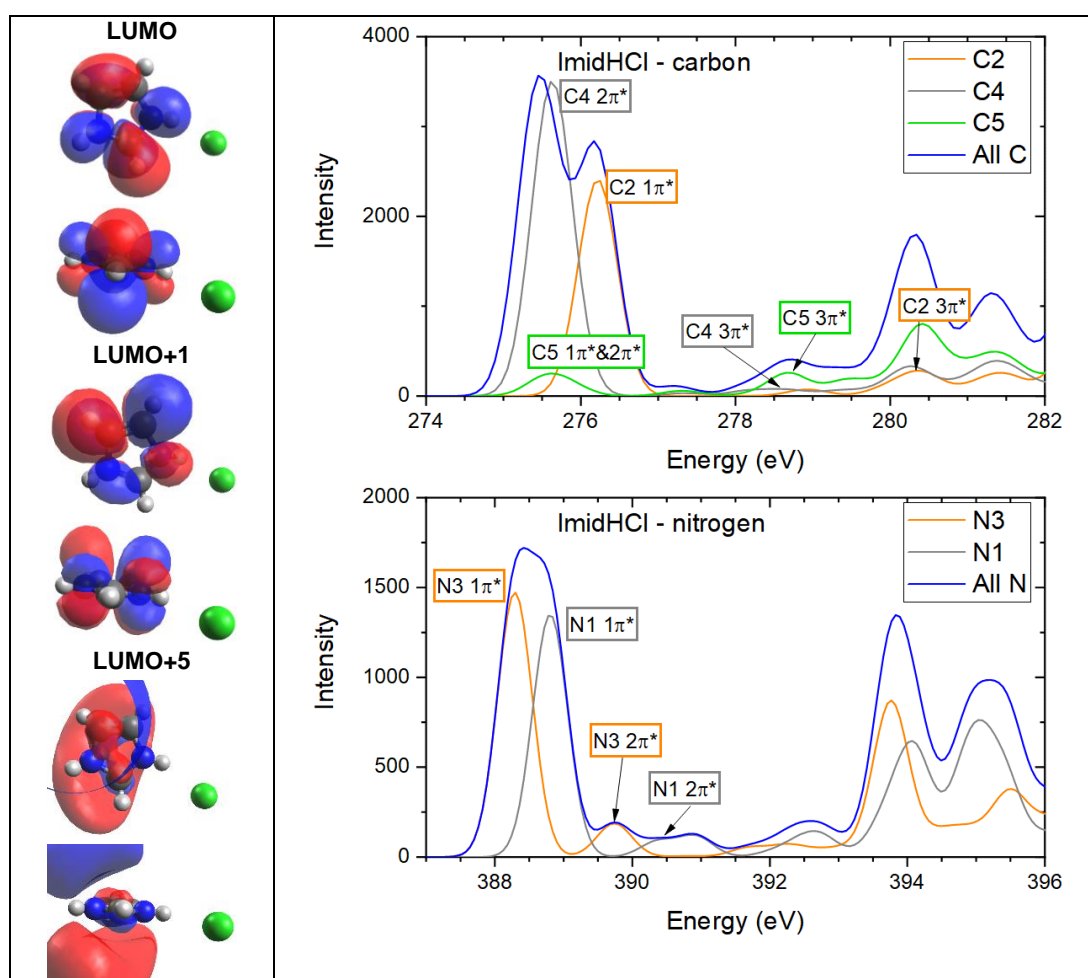 LUMO
LUMO+1
LUMO+5
ImidHCl - carbon
C2
C4
C5
All C
C4 2π*
C2 1π*
C5 1π*&2π*
C4 3π*
C5 3π*
C2 3π*
4000
2000
0
Intensity
274 276 278 280 282
Energy (eV)
ImidHCl - nitrogen
N3
N1
All N
N3 1π*
N1 1π*
N3 2π*
N1 2π*
2000
1500
1000
500
0
Intensity
388 390 392 394 396
Energy (eV)